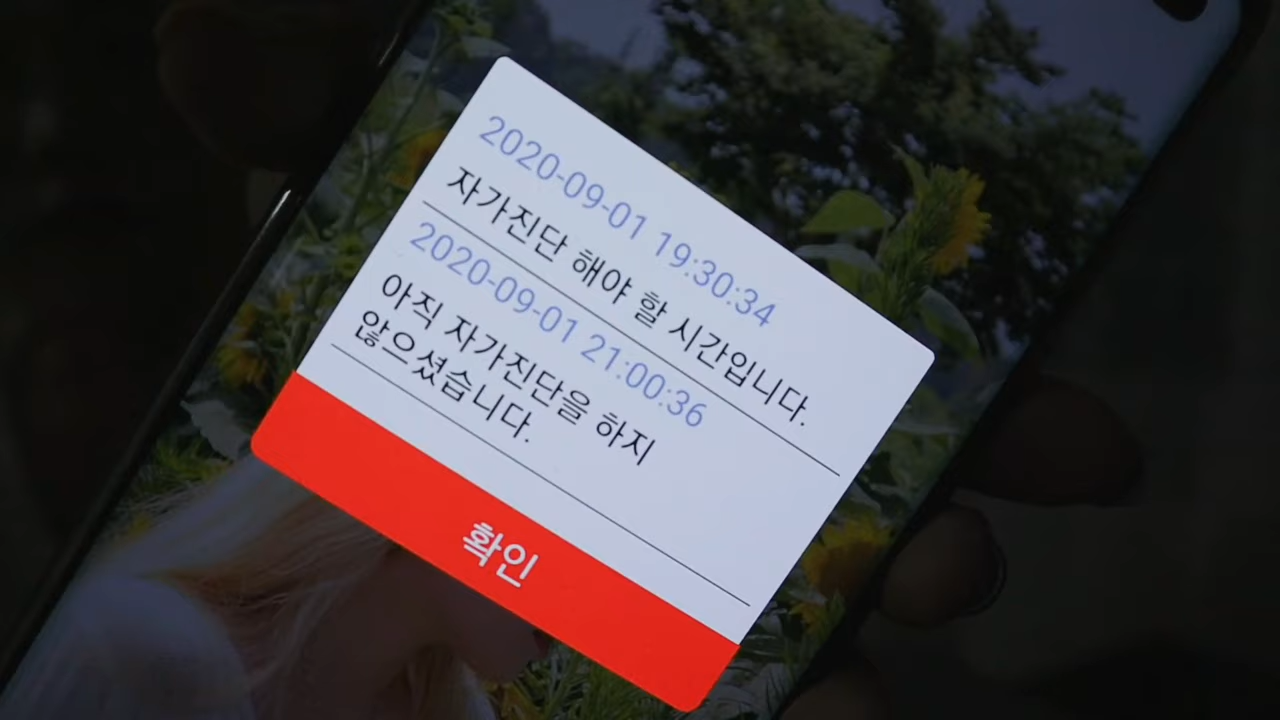 2020-09-01 19:30:34
자가진단 해야 할 시간입니다.
2020-09-01 21:00:36
아직 자가진단을 하지
않으셨습니다.
확인